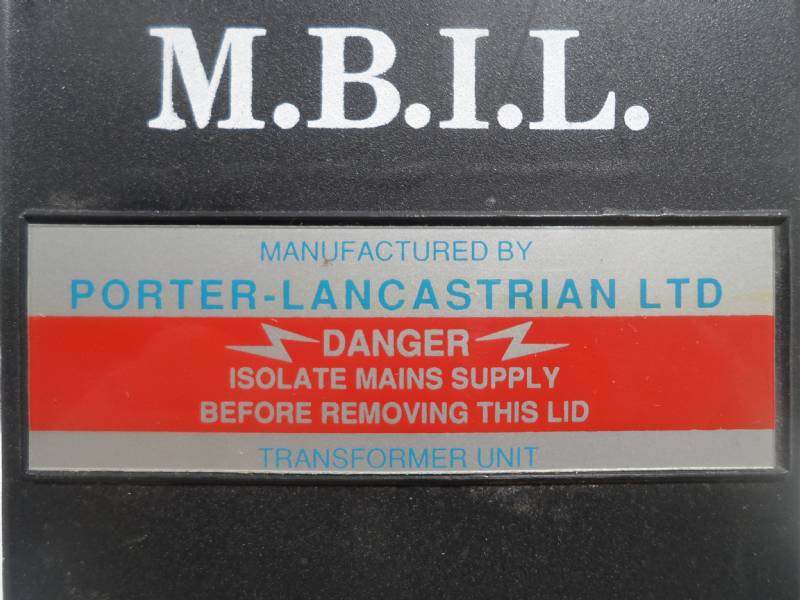 M.B.I.L.
MANUFACTURED BY
PORTER-LANCASTRIAN LTD
DANGER
ISOLATE MAINS SUPPLY
BEFORE REMOVING THIS LID
TRANSFORMER UNIT